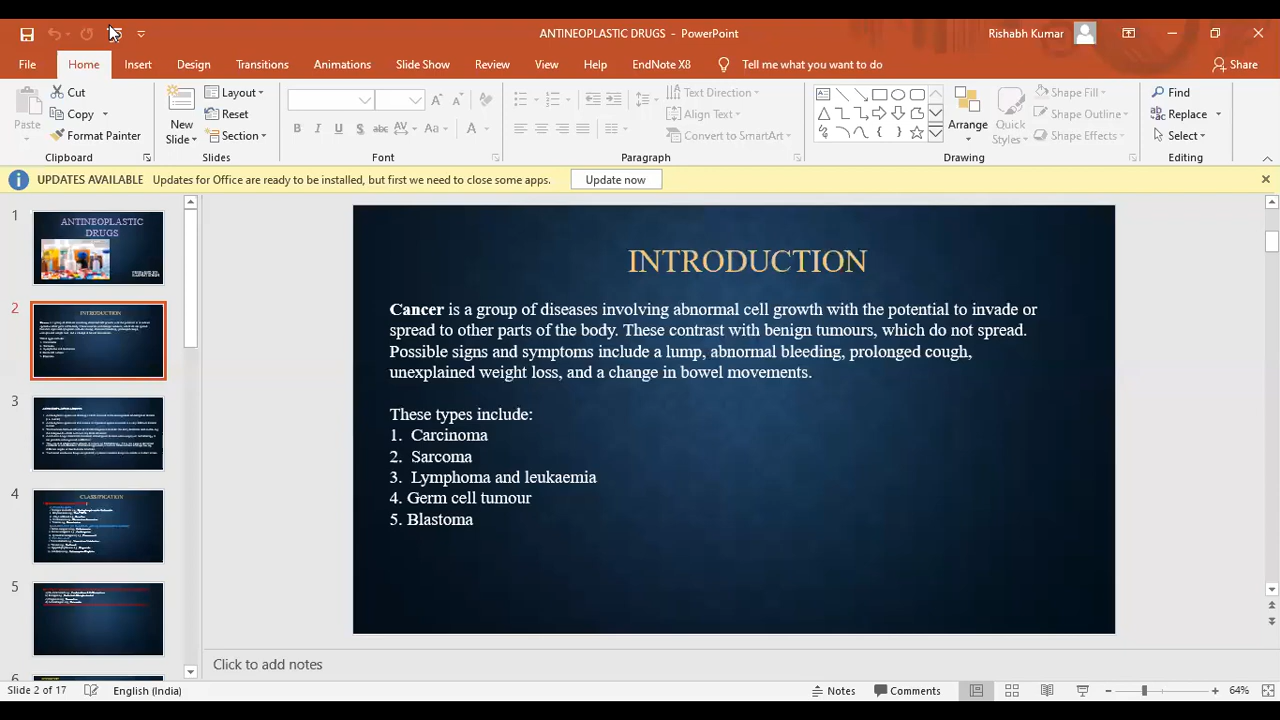 ANTINEOPLASTIC DRUGS - PowerPoint
Rishabh Kumar
File Home Insert Design Transitions Animations Slide Show Review View Help EndNote X8 Tell me what you want to do Share
Paste
Cut
Copy
Format Painter
Clipboard
New
Slide
Layout
Reset
Section
Slides
Font
Text Direction
Align Text
Convert to SmartArt
Paragraph
Arrange
Quick
Styles
Shape Fill
Shape Outline
Shape Effects
Drawing
Find
Replace
Select
Editing
UPDATES AVAILABLE Updates for Office are ready to be installed, but first we need to close some apps. Update now
1
ANTINEOPLASTIC
DRUGS
2
INTRODUCTION
3
4
CLASSIFICATION
5
6
INTRODUCTION
Cancer is a group of diseases involving abnormal cell growth with the potential to invade or
spread to other parts of the body. These contrast with benign tumours, which do not spread.
Possible signs and symptoms include a lump, abnormal bleeding, prolonged cough,
unexplained weight loss, and a change in bowel movements.
These types include:
1. Carcinoma
2. Sarcoma
3. Lymphoma and leukaemia
4. Germ cell tumour
5. Blastoma
Click to add notes
Slide 2 of 17 English (India) Notes Comments 64%